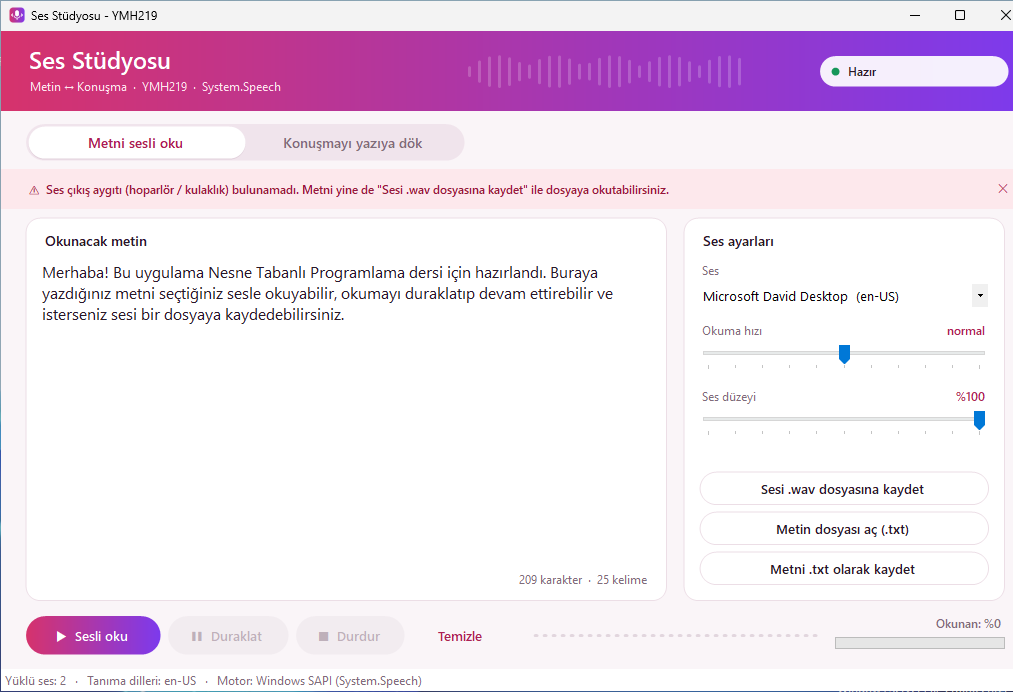 Ses Stüdyosu - YMH219
Ses Stüdyosu
Metin ↔ Konuşma · YMH219 · System.Speech
Hazır
Metni sesli oku
Konuşmayı yazıya dök
Ses çıkış aygıtı (hoparlör / kulaklık) bulunamadı. Metni yine de "Sesi .wav dosyasına kaydet" ile dosyaya okutabilirsiniz.
Okunacak metin
Merhaba! Bu uygulama Nesne Tabanlı Programlama dersi için hazırlandı. Buraya
yazdığınız metni seçtiğiniz sesle okuyabilir, okumayı duraklatıp devam ettirebilir ve
isterseniz sesi bir dosyaya kaydedebilirsiniz.
209 karakter · 25 kelime
Ses ayarları
Ses
Microsoft David Desktop (en-US)
Okuma hızı normal
Ses düzeyi %100
Sesi .wav dosyasına kaydet
Metin dosyası aç (.txt)
Metni .txt olarak kaydet
Sesli oku
Duraklat
Durdur
Temizle
Okunan: %0
Yüklü ses: 2 · Tanıma dilleri: en-US · Motor: Windows SAPI (System.Speech)